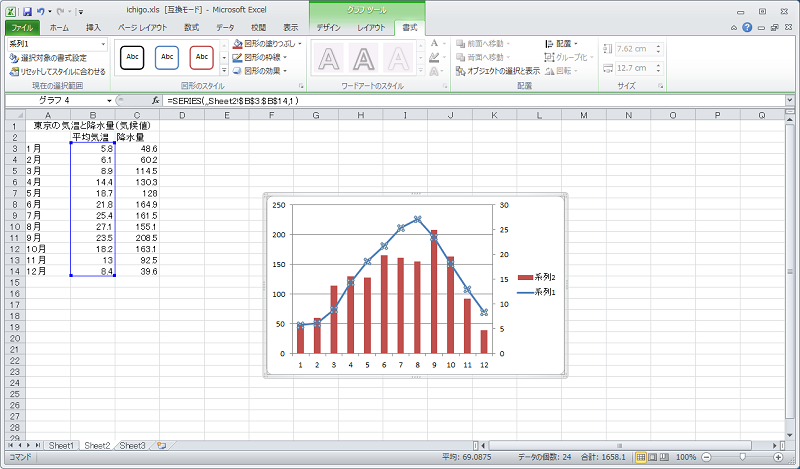 ichigo.xls [互換モード] - Microsoft Excel
グラフ ツール
ファイル ホーム 挿入 ページ レイアウト 数式 データ 校閲 表示 デザイン レイアウト 書式
系列1
選択対象の書式設定
リセットしてスタイルに合わせる
現在の選択範囲
Abc Abc Abc
図形の塗りつぶし
図形の枠線
図形の効果
図形のスタイル
A A A
ワードアートのスタイル
前面へ移動
背面へ移動
オブジェクトの選択と表示
配置
グループ化
回転
配置
7.62 cm
12.7 cm
サイズ
グラフ 4 fx =SERIES(,,Sheet2!$B$3:$B$14,1)
A B C D E F G H I J K L M N O P Q
1 東京の気温と降水量(気候値)
2 平均気温 降水量
3 1月 5.8 48.6
4 2月 6.1 60.2
5 3月 8.9 114.5
6 4月 14.4 130.3
7 5月 18.7 128
8 6月 21.8 164.9
9 7月 25.4 161.5
10 8月 27.1 155.1
11 9月 23.5 208.5
12 10月 18.2 163.1
13 11月 13 92.5
14 12月 8.4 39.6
15
16
17
18
19
20
21
22
23
24
25
26
27
28
29
250 30
200 25
20
150
15
100
10
50 5
0 0
1 2 3 4 5 6 7 8 9 10 11 12
系列2
系列1
Sheet1 Sheet2 Sheet3
コマンド 平均: 69.0875 データの個数: 24 合計: 1658.1 100%